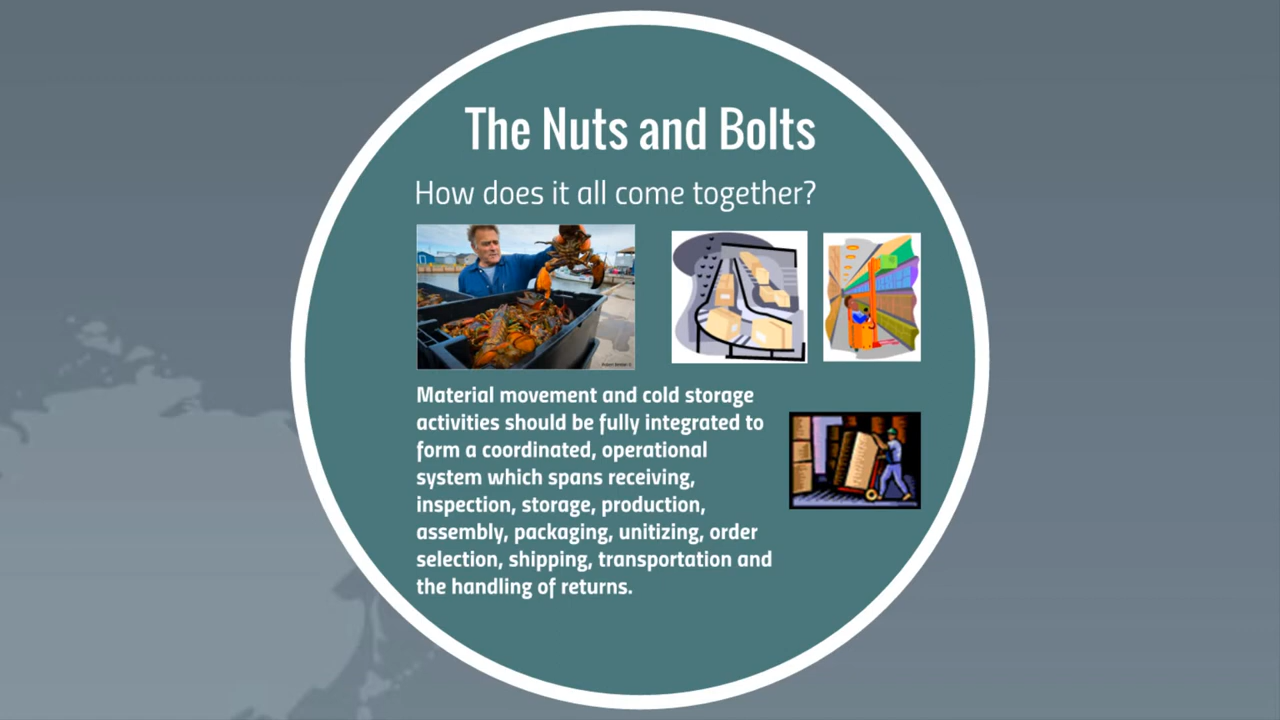 The Nuts and Bolts
How does it all come together?
Material movement and cold storage
activities should be fully integrated to
form a coordinated, operational
system which spans receiving,
inspection, storage, production,
assembly, packaging, unitizing, order
selection, shipping, transportation and
the handling of returns.